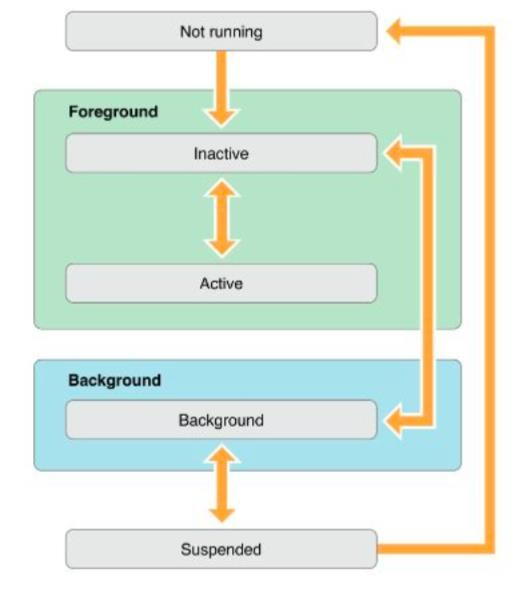 Not running
Foreground
Inactive
Active
Background
Background
Suspended